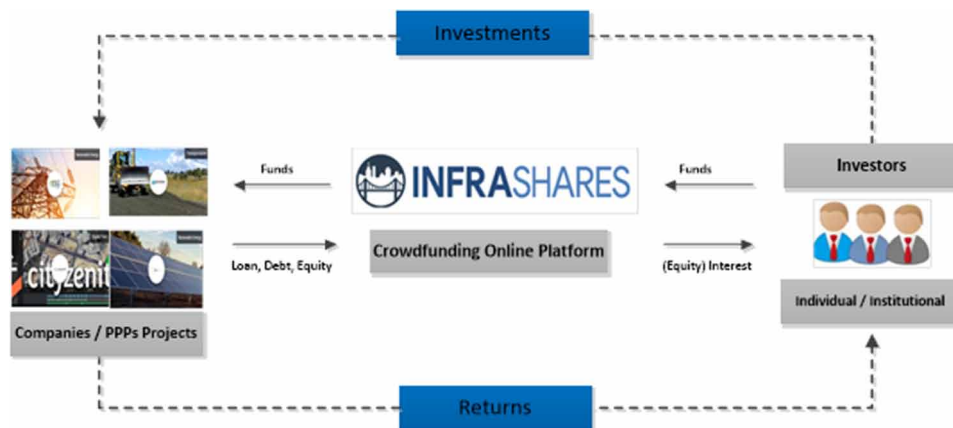 Investments
Funds
INFRASHARES
Funds
Investors
Crowdfunding Online Platform
Loan, Debt, Equity
(Equity) Interest
cityzenit
Individual / Institutional
Companies / PPPs Projects
Returns